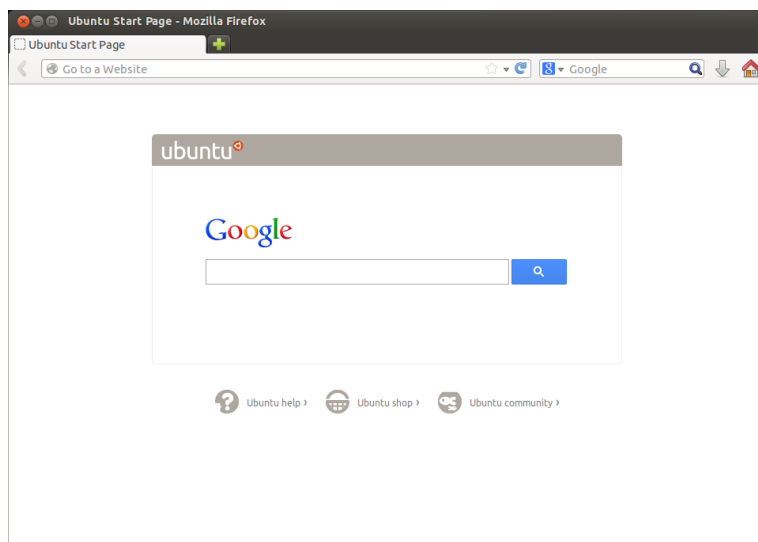 Ubuntu Start Page - Mozilla Firefox
Ubuntu Start Page
Go to a Website
8
Google
ubuntu
Google
Ubuntu help ›
Ubuntu shop ›
Ubuntu community ›